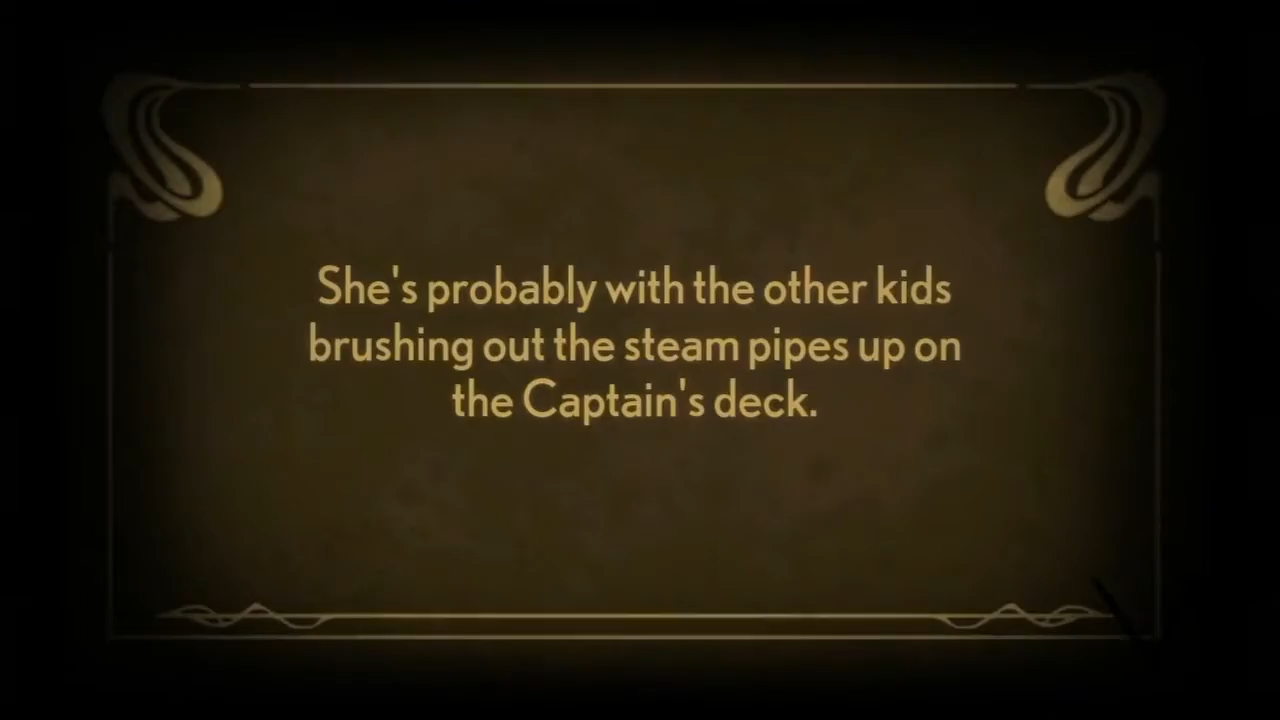 She's probably with the other kids
brushing out the steam pipes up on
the Captain's deck.